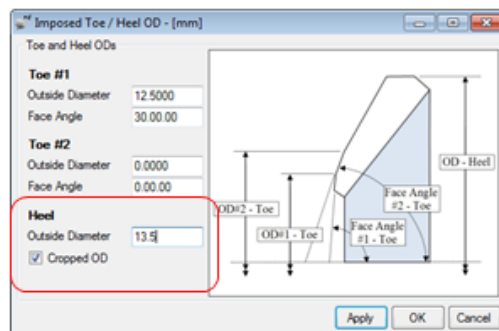 Imposed Toe / Heel OD - [mm]
Toe and Heel ODs
Toe #1
Outside Diameter 12.5000
Face Angle 30.00.00
Toe #2
Outside Diameter 0.0000
Face Angle 0.00.00
Heel
Outside Diameter 13.5
Cropped OD
OD - Heel
Face Angle
#2 - Toe
OD#2 - Toe
Face Angle
#1 - Toe
OD#1 - Toe
Apply OK Cancel